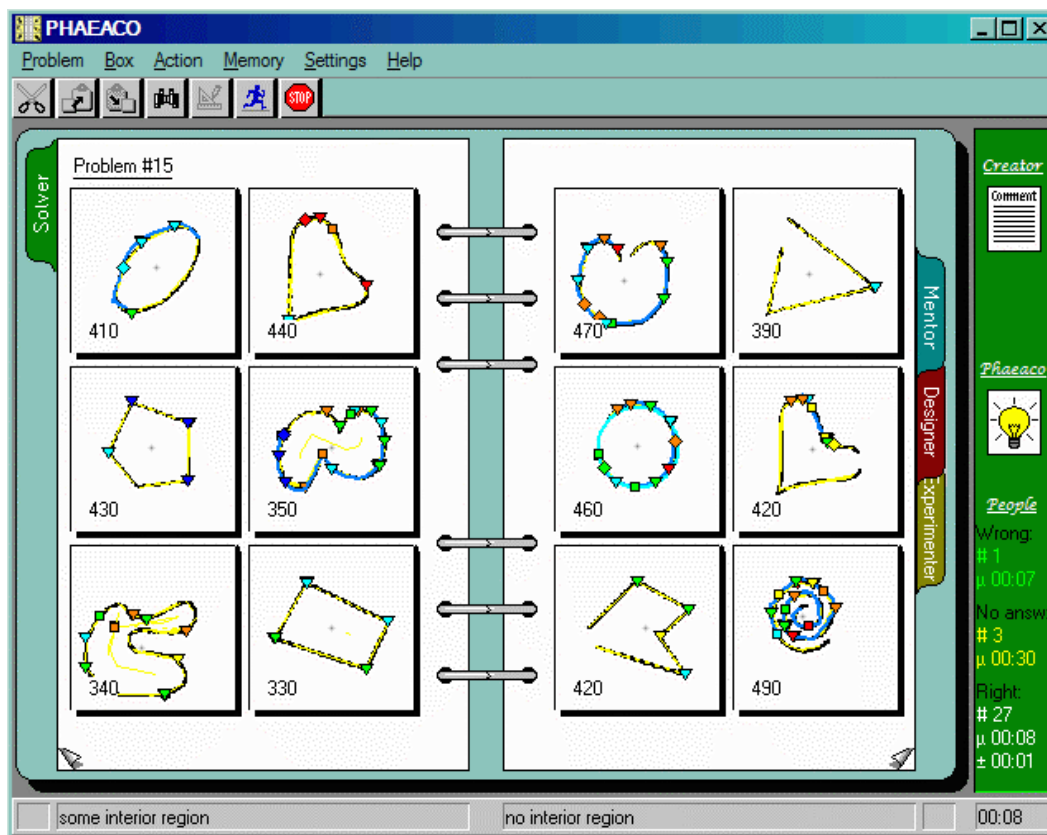 PHAEACO
Problem Box Action Memory Settings Help
STOP
Solver
Problem #15
410
440
430
350
340
330
470
390
460
420
420
490
Mentor
Designer
Experimenter
Creator
Comment
Phaeaco
People
Wrong:
# 1
µ 00:07
No answ
# 3
µ 00:30
Right:
# 27
µ 00:08
± 00:01
some interior region
no interior region
00:08